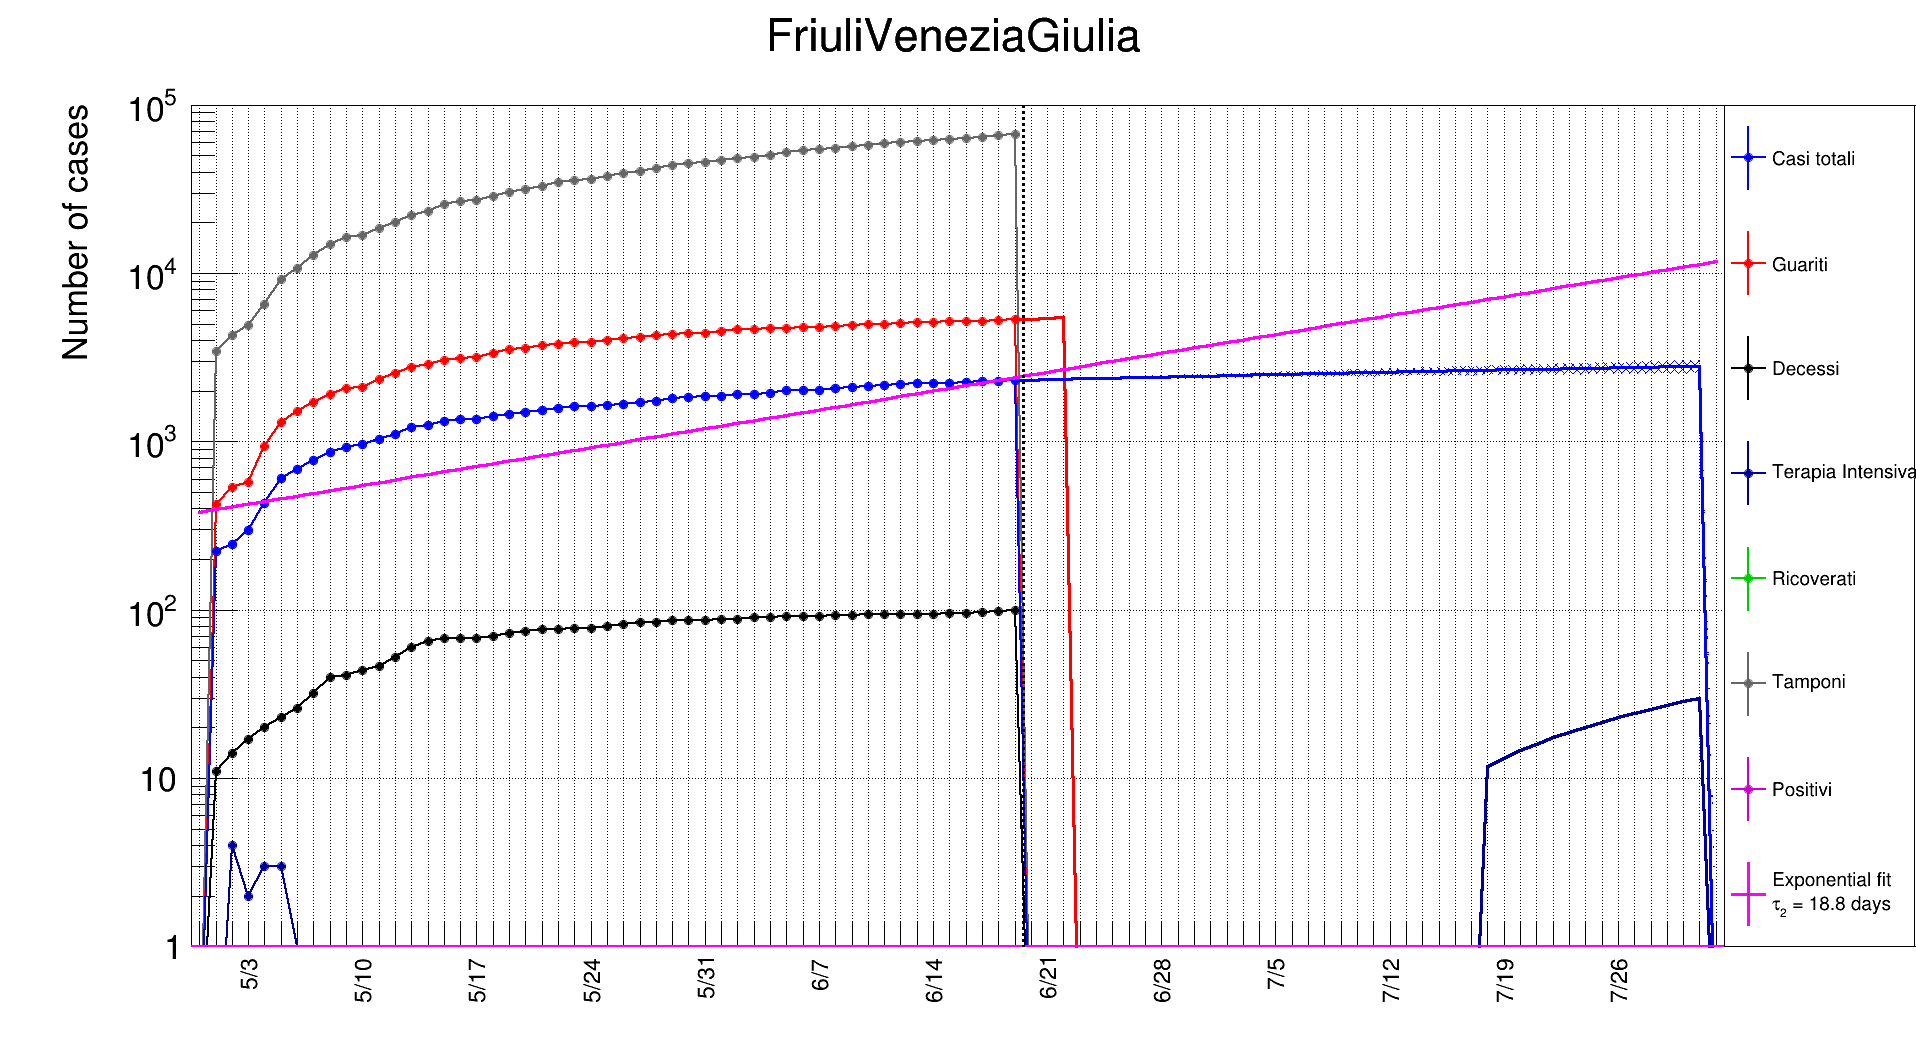 FriuliVeneziaGiulia
Number of cases
10^5
10^4
10^3
10^2
10
1
5/3
5/10
5/17
5/24
5/31
6/7
6/14
6/21
6/28
7/5
7/12
7/19
7/26
Casi totali
Guariti
Decessi
Terapia Intensiva
Ricoverati
Tamponi
Positivi
Exponential fit
τ₂ = 18.8 days